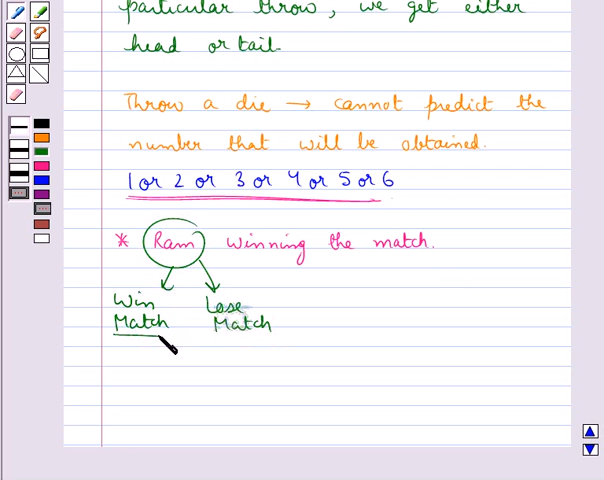 particular throw, we get either
head or tail.
Throw a die → cannot predict the
number that will be obtained.
1 or 2 or 3 or 4 or 5 or 6
* Ram winning the match.
Win Lose
Match Match